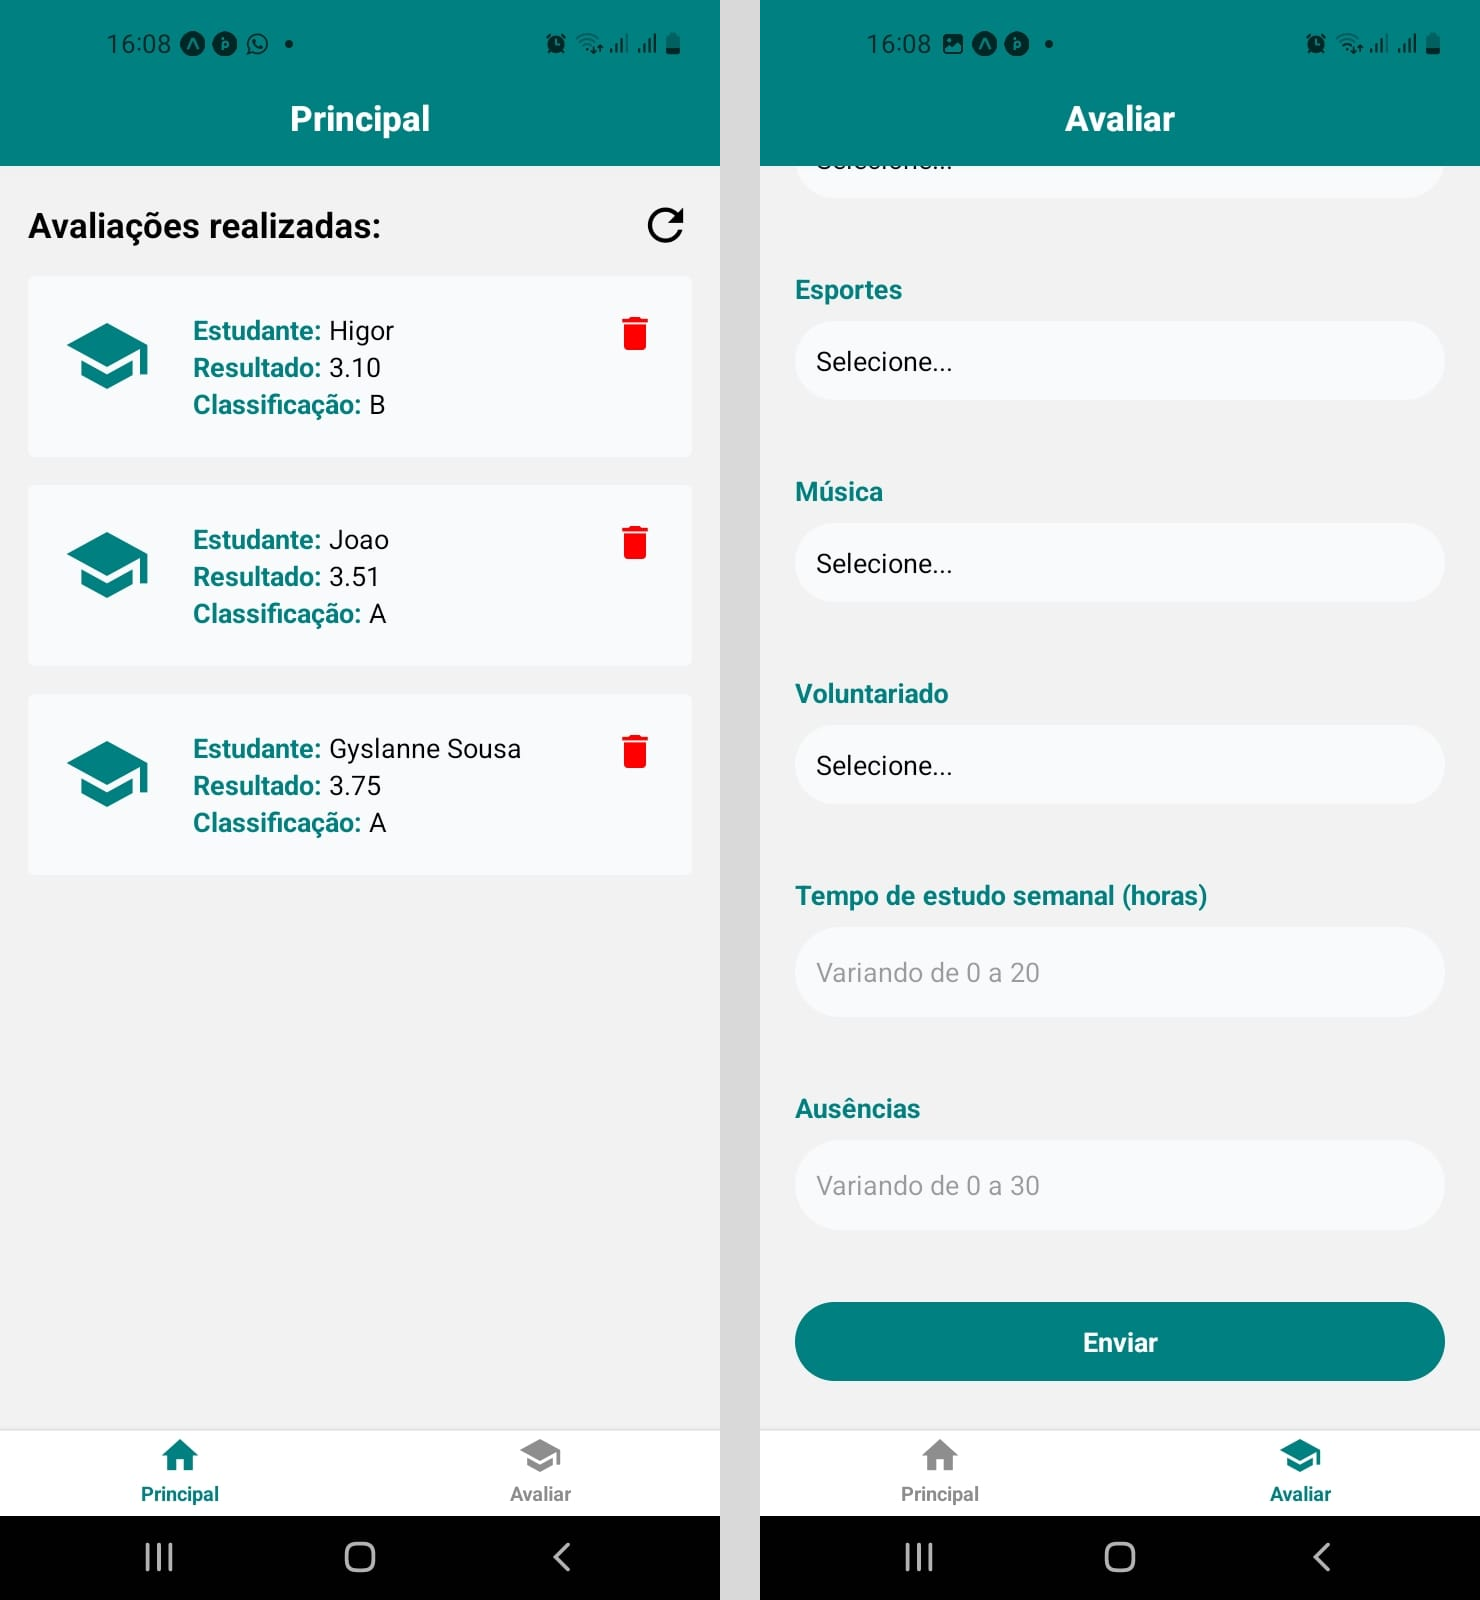 16:08
Principal
Avaliações realizadas:
Estudante: Higor
Resultado: 3.10
Classificação: B
Estudante: Joao
Resultado: 3.51
Classificação: A
Estudante: Gyslanne Sousa
Resultado: 3.75
Classificação: A
Principal
Avaliar
16:08
Avaliar
Selecione...
Esportes
Selecione...
Música
Selecione...
Voluntariado
Selecione...
Tempo de estudo semanal (horas)
Variando de 0 a 20
Ausências
Variando de 0 a 30
Enviar
Principal
Avaliar